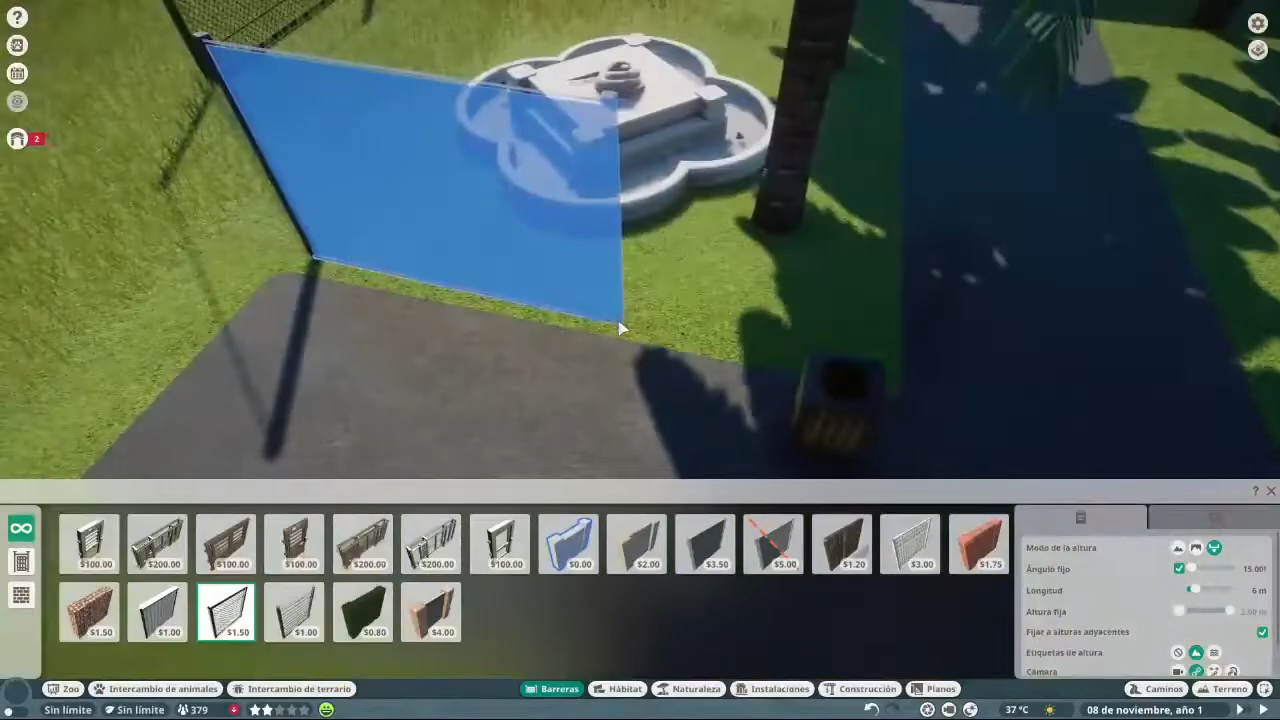 ?
2
? ×
$100.00 $200.00 $100.00 $100.00 $200.00 $200.00 $100.00 $0.00 $2.00 $3.50 $5.00 $1.20 $3.00 $1.75
$1.50 $1.00 $1.50 $1.00 $0.80 $4.00
Modo de la altura
Ángulo fijo 15.00°
Longitud 6 m
Altura fija 2.00 m
Fijar a alturas adyacentes
Etiquetas de altura
Cámara
Zoo Intercambio de animales Intercambio de terrario Barreras Hábitat Naturaleza Instalaciones Construcción Planos Caminos Terreno
Sin límite Sin límite 379 37 °C 08 de noviembre, año 1